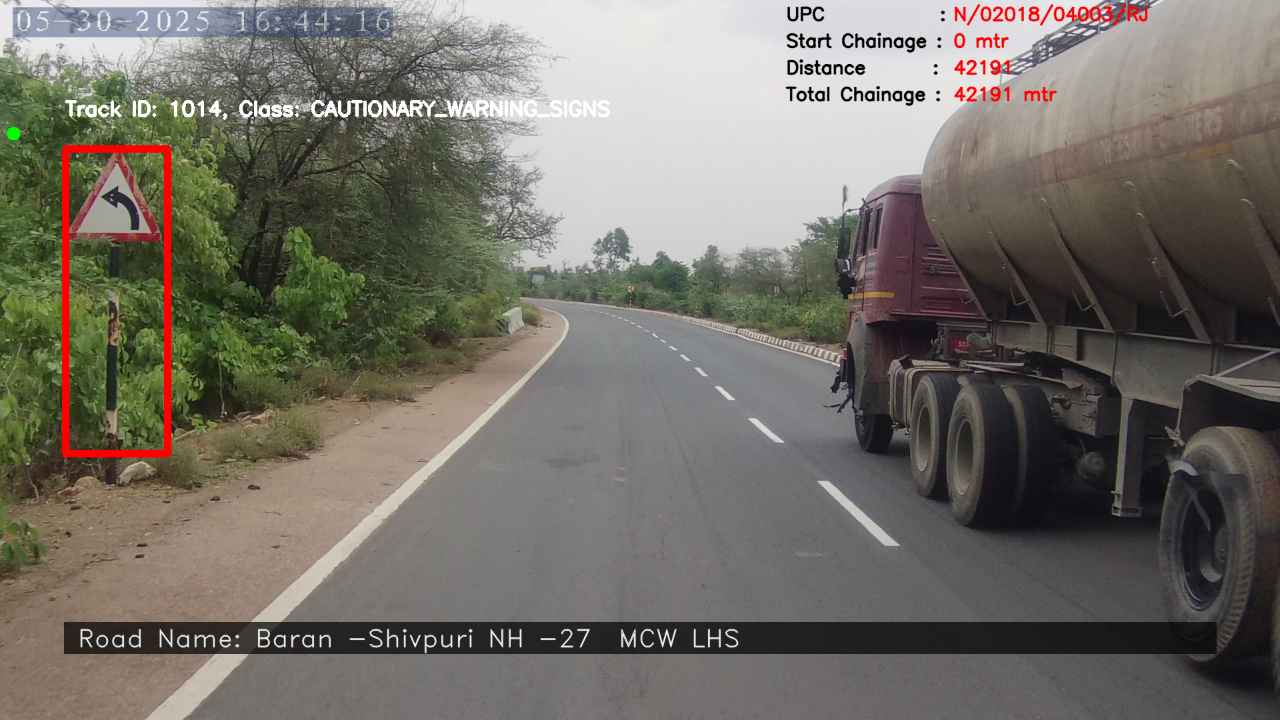 05-30-2025 16:44:16
UPC : N/02018/04003/RJ
Start Chainage : 0 mtr
Distance : 42191
Total Chainage : 42191 mtr
Track ID: 1014, Class: CAUTIONARY_WARNING_SIGNS
Road Name: Baran -Shivpuri NH -27 MCW LHS